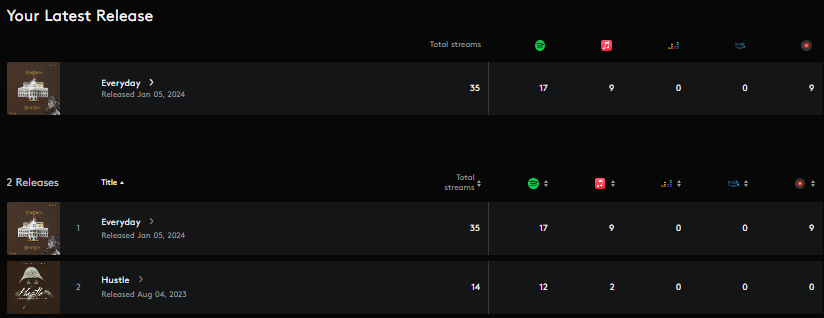 Your Latest Release
Total streams
Everyday
35 17 9 0 0 9
Released Jan 05, 2024
2 Releases Title Total streams
1 Everyday 35 17 9 0 0 9
Released Jan 05, 2024
Hustle
2 Hustle 14 12 2 0 0 0
Released Aug 04, 2023